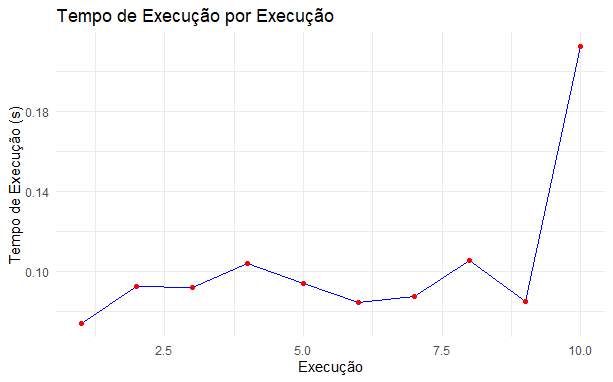 Tempo de Execução por Execução
Tempo de Execução (s)
0.18
0.14
0.10
2.5
5.0
7.5
10.0
Execução